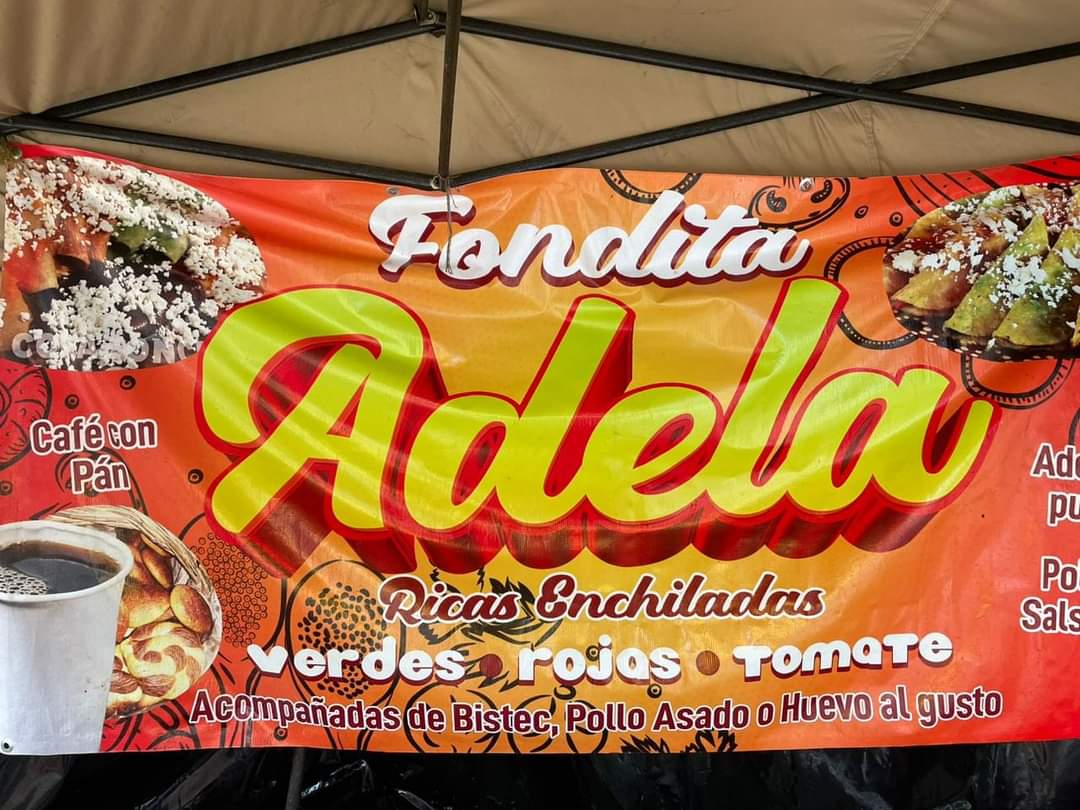 Fondita
Adela
Café con
Pán
Ricas Enchiladas
verdes • rojas • Tomate
Acompañadas de Bistec, Pollo Asado o Huevo al gusto